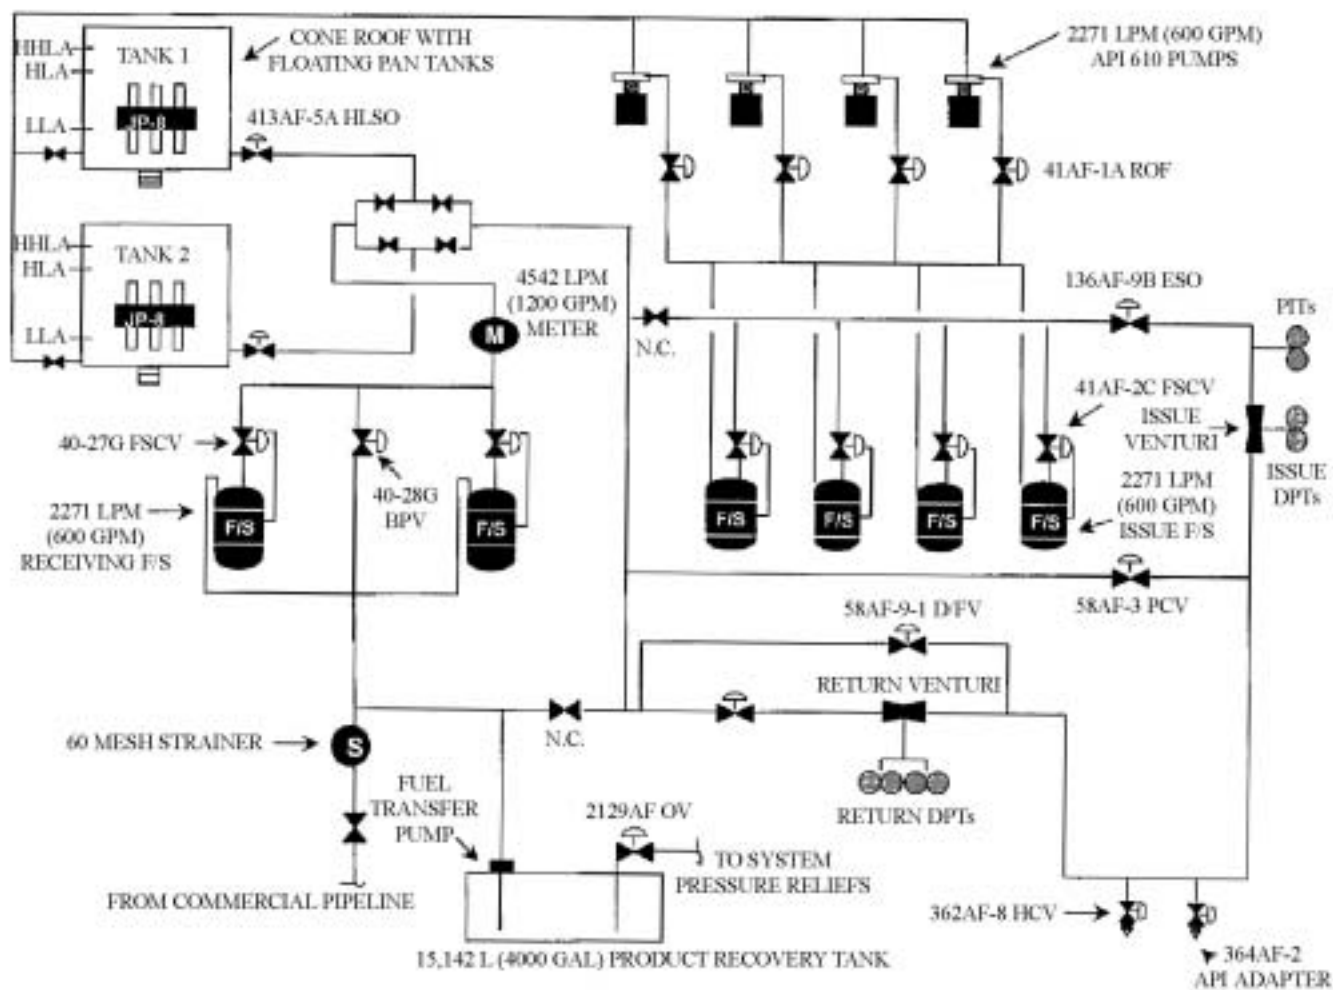 HHLA
HLA
LLA
TANK 1
JP-8
CONE ROOF WITH
FLOATING PAN TANKS
413AF-5A HLSO
2271 LPM (600 GPM)
API 610 PUMPS
41AF-1A ROF
HHLA
HLA
LLA
TANK 2
JP-8
4542 LPM
(1200 GPM)
METER
M
N.C.
136AF-9B ESO
PITs
41AF-2C FSCV
ISSUE
VENTURI
ISSUE
DPTs
40-27G FSCV
40-28G
BPV
2271 LPM
(600 GPM)
RECEIVING F/S
F/S
F/S
F/S
F/S
F/S
F/S
2271 LPM
(600 GPM)
ISSUE F/S
58AF-3 PCV
58AF-9-1 D/FV
RETURN VENTURI
N.C.
RETURN DPTs
60 MESH STRAINER
S
FUEL
TRANSFER
PUMP
2129AF OV
TO SYSTEM
PRESSURE RELIEFS
FROM COMMERCIAL PIPELINE
15,142 L (4000 GAL) PRODUCT RECOVERY TANK
362AF-8 HCV
364AF-2
API ADAPTER